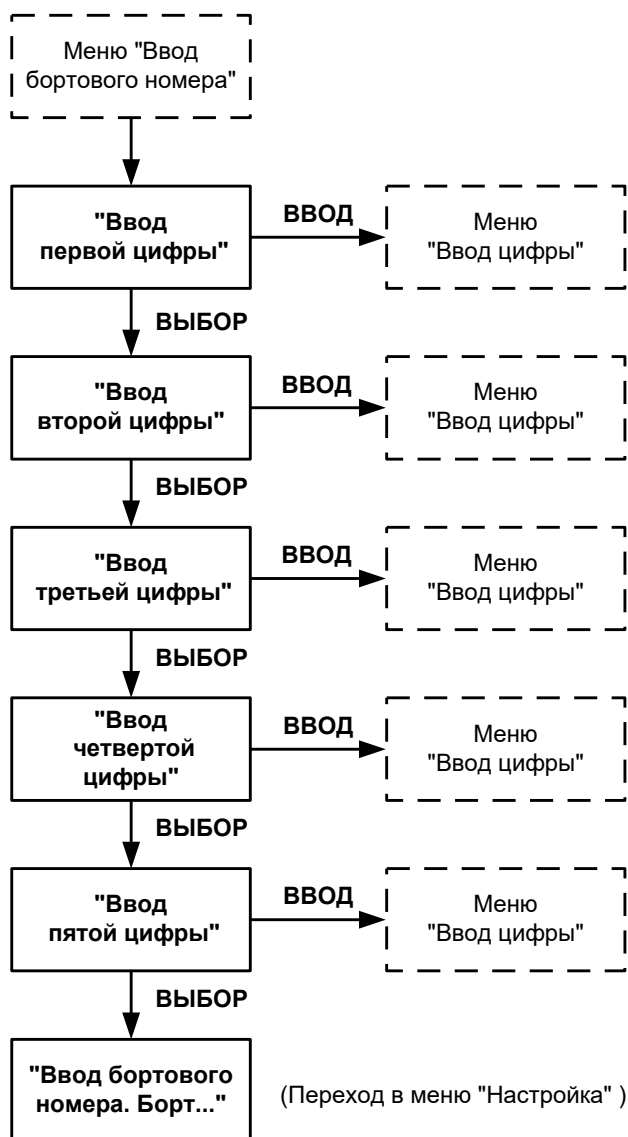 Меню "Ввод
бортового номера"
"Ввод
первой цифры"
ВВОД
Меню
"Ввод цифры"
ВЫБОР
"Ввод
второй цифры"
ВВОД
Меню
"Ввод цифры"
ВЫБОР
"Ввод
третьей цифры"
ВВОД
Меню
"Ввод цифры"
ВЫБОР
"Ввод
четвертой
цифры"
ВВОД
Меню
"Ввод цифры"
ВЫБОР
"Ввод
пятой цифры"
ВВОД
Меню
"Ввод цифры"
ВЫБОР
"Ввод бортового
номера. Борт..."
(Переход в меню "Настройка" )